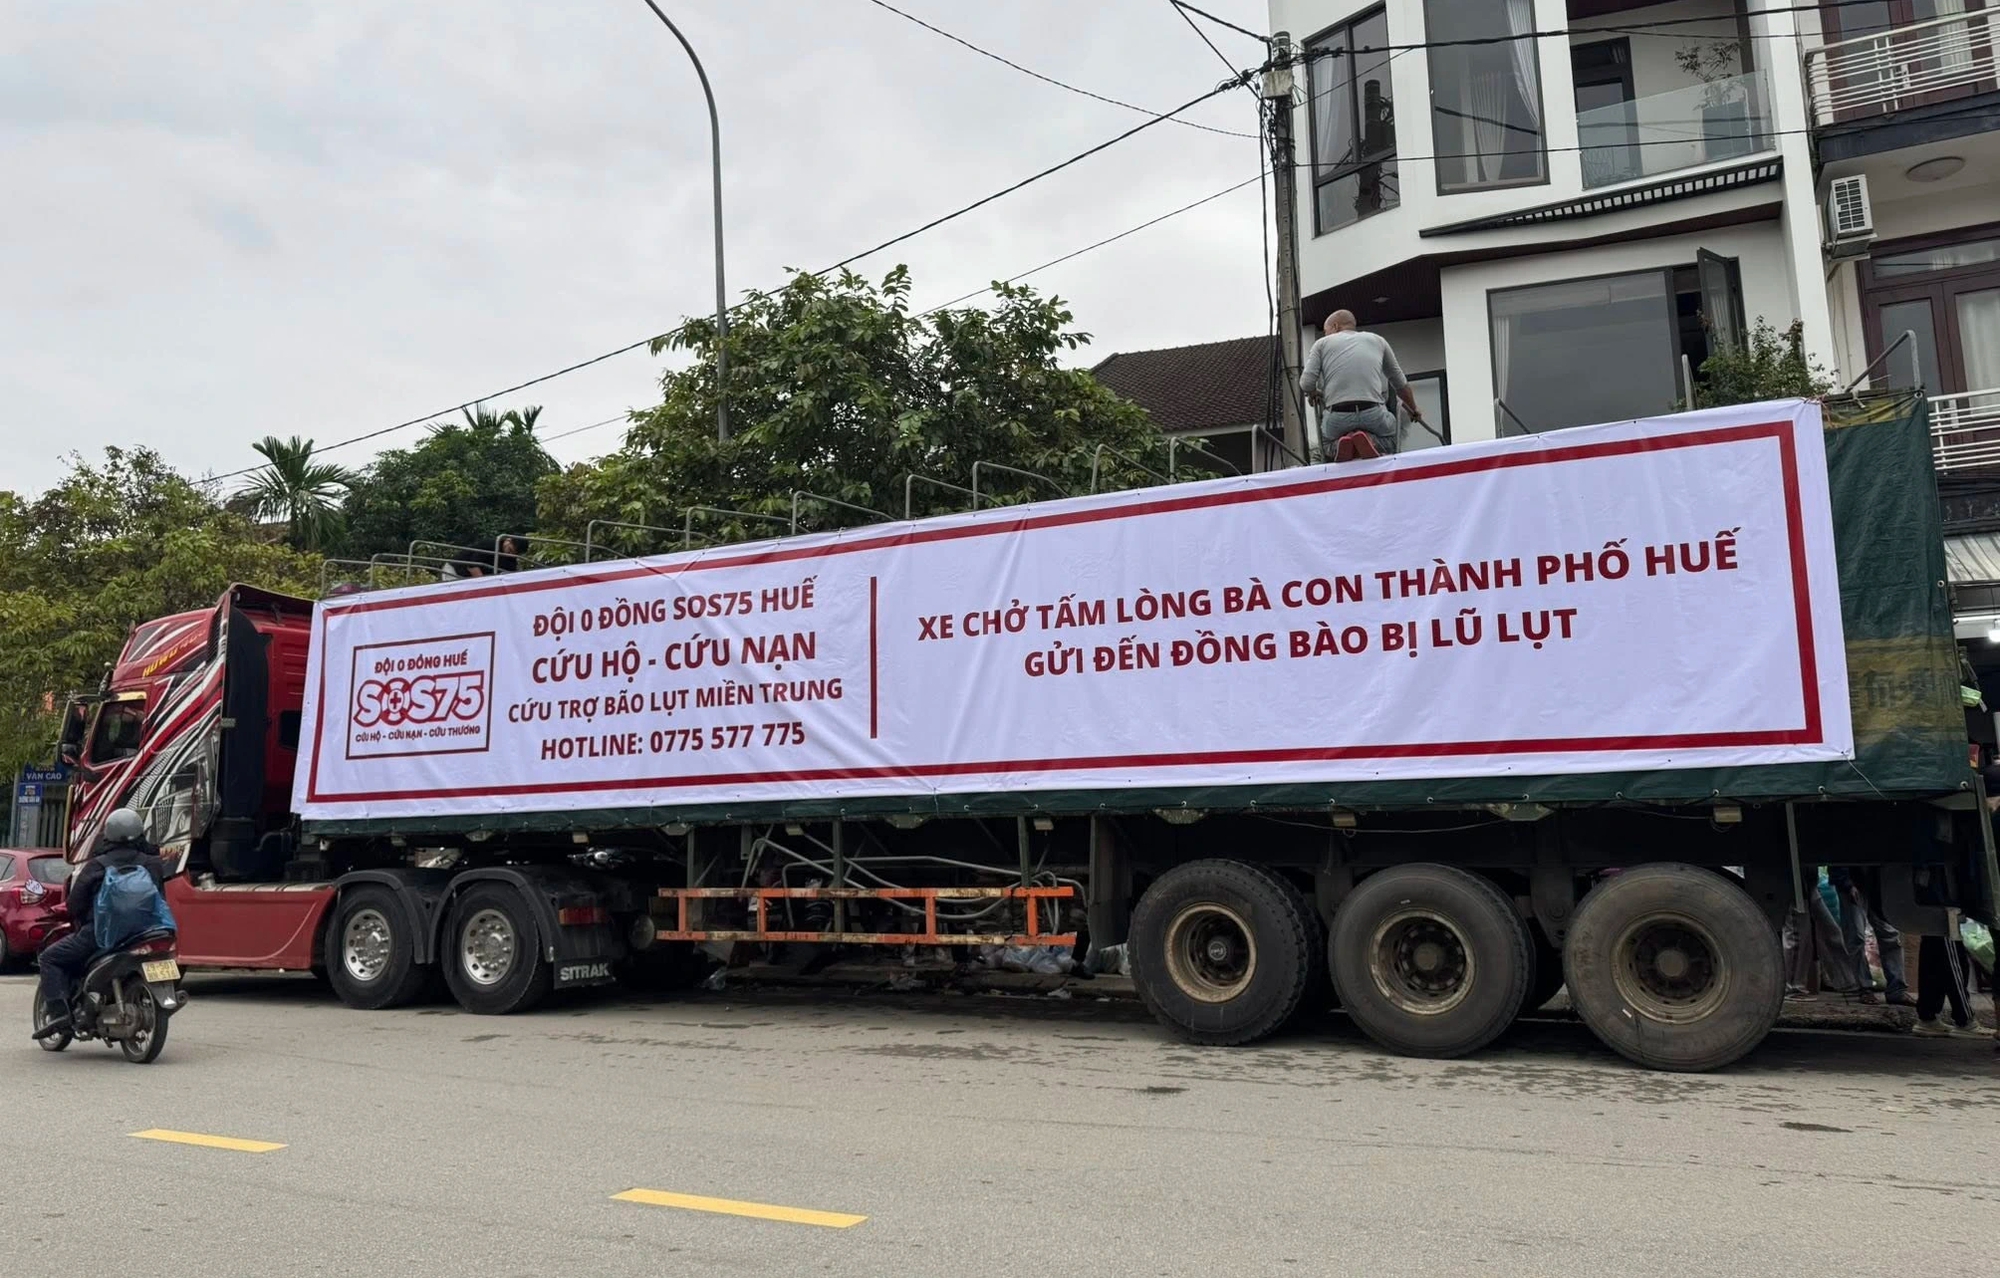 ĐỘI 0 ĐỒNG SOS75 HUẾ
CỨU HỘ - CỨU NẠN
CỨU TRỢ BÃO LỤT MIỀN TRUNG
HOTLINE: 0775 577 775
ĐỘI 0 ĐỒNG HUẾ
SOS75
CỨU HỘ - CỨU NẠN - CỨU THƯƠNG
XE CHỞ TẤM LÒNG BÀ CON THÀNH PHỐ HUẾ
GỬI ĐẾN ĐỒNG BÀO BỊ LŨ LỤT
VĂN CAO
SITRAK